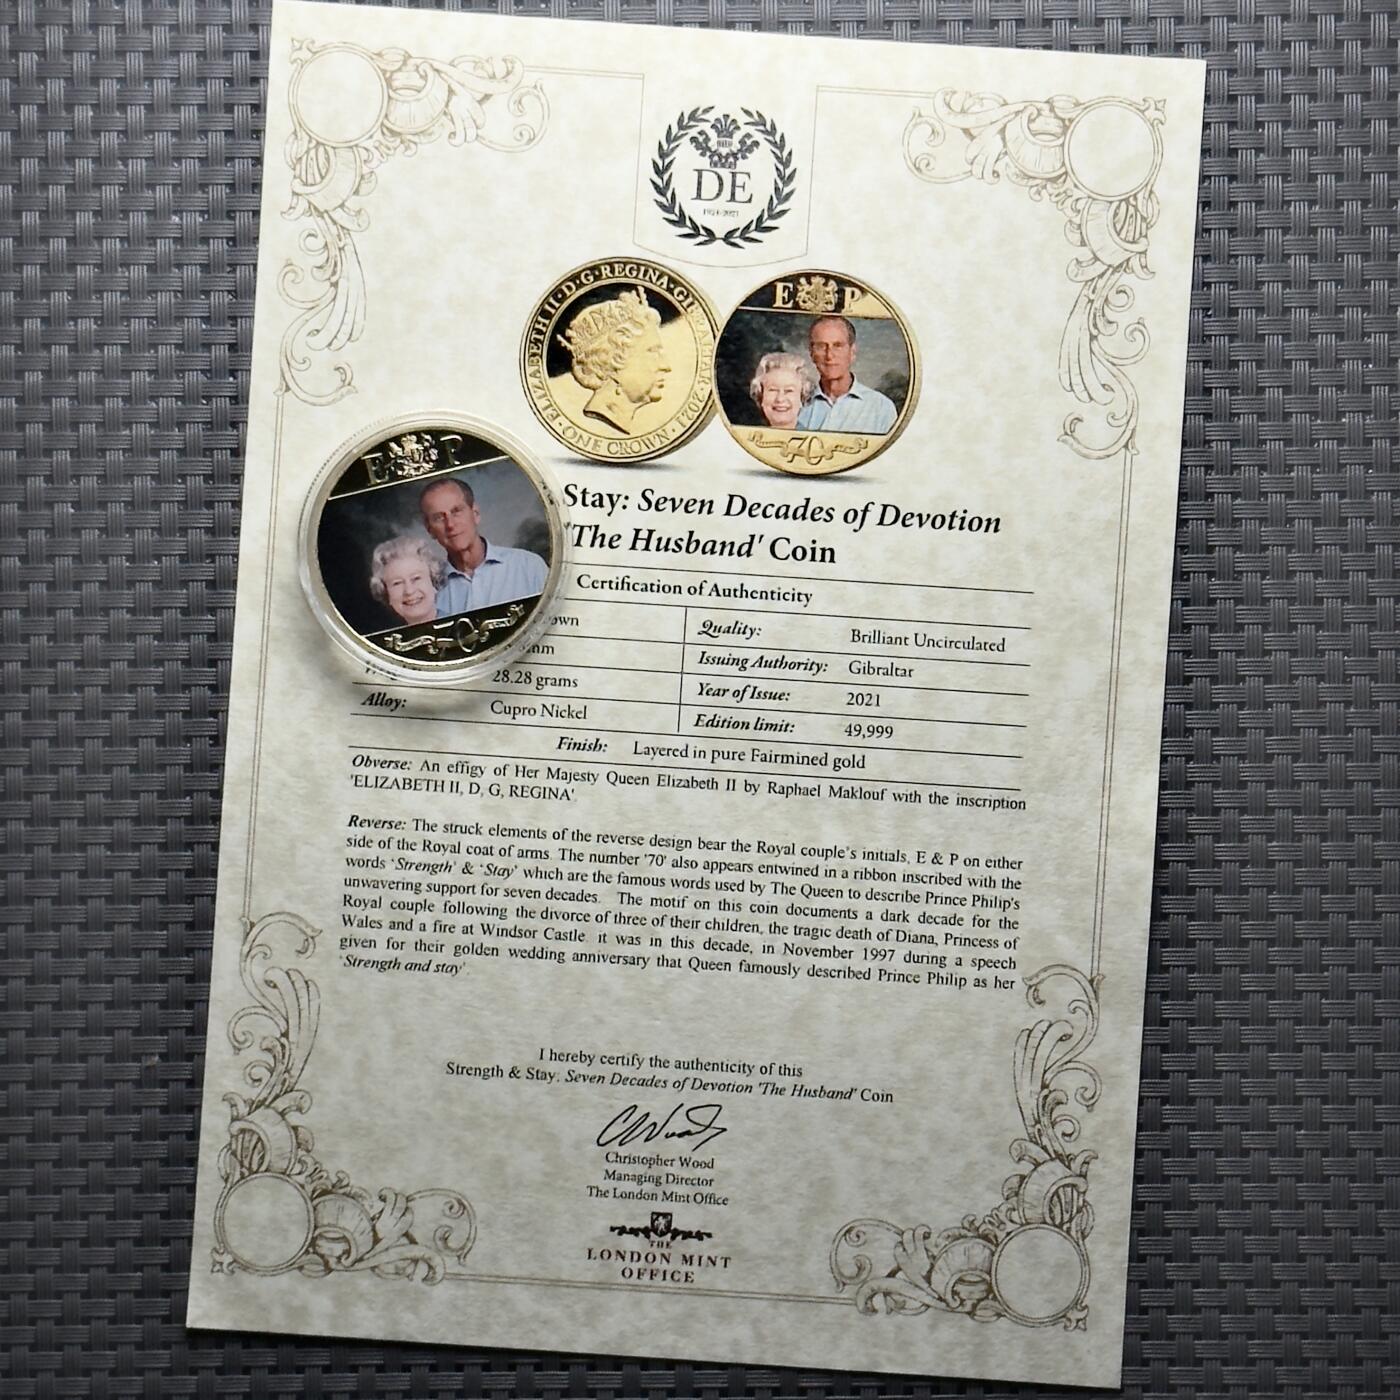 DE
1921-2021
ELIZABETH II · D · G · REGINA · GIBRALTAR · 2021
· ONE CROWN ·
E P
70
E P
70
Stay: Seven Decades of Devotion
'The Husband' Coin
Certification of Authenticity
Quality: Brilliant Uncirculated
mm
Issuing Authority: Gibraltar
28.28 grams
Year of Issue: 2021
Alloy: Cupro Nickel
Edition limit: 49,999
Finish: Layered in pure Fairmined gold
Obverse: An effigy of Her Majesty Queen Elizabeth II by Raphael Maklouf with the inscription
'ELIZABETH II, D, G, REGINA'.
Reverse: The struck elements of the reverse design bear the Royal couple's initials, E & P on either
side of the Royal coat of arms. The number '70' also appears entwined in a ribbon inscribed with the
words 'Strength' & 'Stay' which are the famous words used by The Queen to describe Prince Philip's
unwavering support for seven decades. The motif on this coin documents a dark decade for the
Royal couple following the divorce of three of their children, the tragic death of Diana, Princess of
Wales and a fire at Windsor Castle. it was in this decade, in November 1997 during a speech
given for their golden wedding anniversary that Queen famously described Prince Philip as her
'Strength and stay'
I hereby certify the authenticity of this
Strength & Stay: Seven Decades of Devotion 'The Husband' Coin
Christopher Wood
Managing Director
The London Mint Office
THE
LONDON MINT
OFFICE